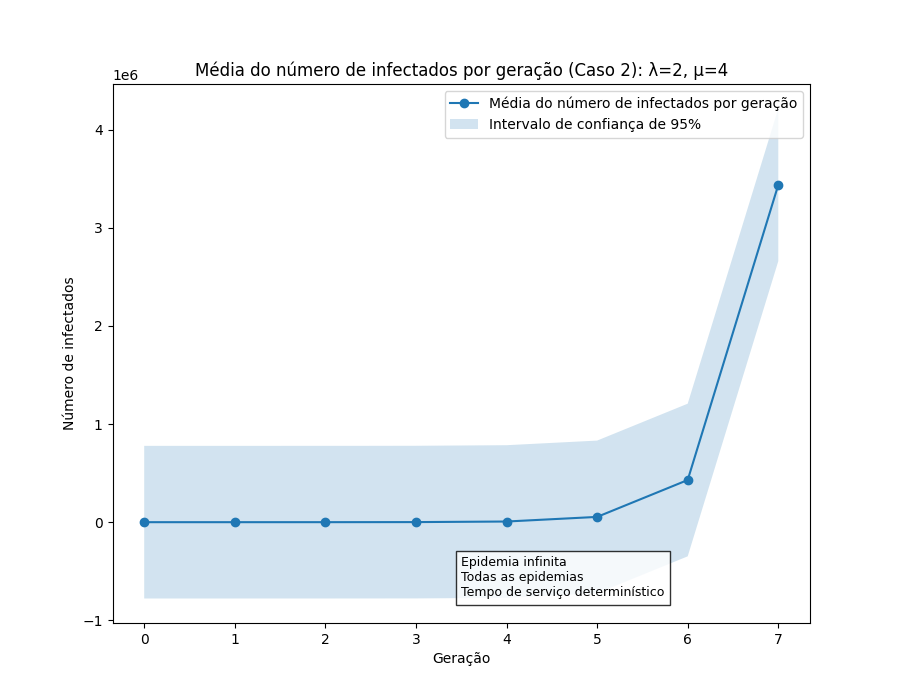 Média do número de infectados por geração (Caso 2): λ=2, μ=4
1e6
Média do número de infectados por geração
Intervalo de confiança de 95%
4
3
2
1
0
−1
Número de infectados
Epidemia infinita
Todas as epidemias
Tempo de serviço determinístico
0 1 2 3 4 5 6 7
Geração